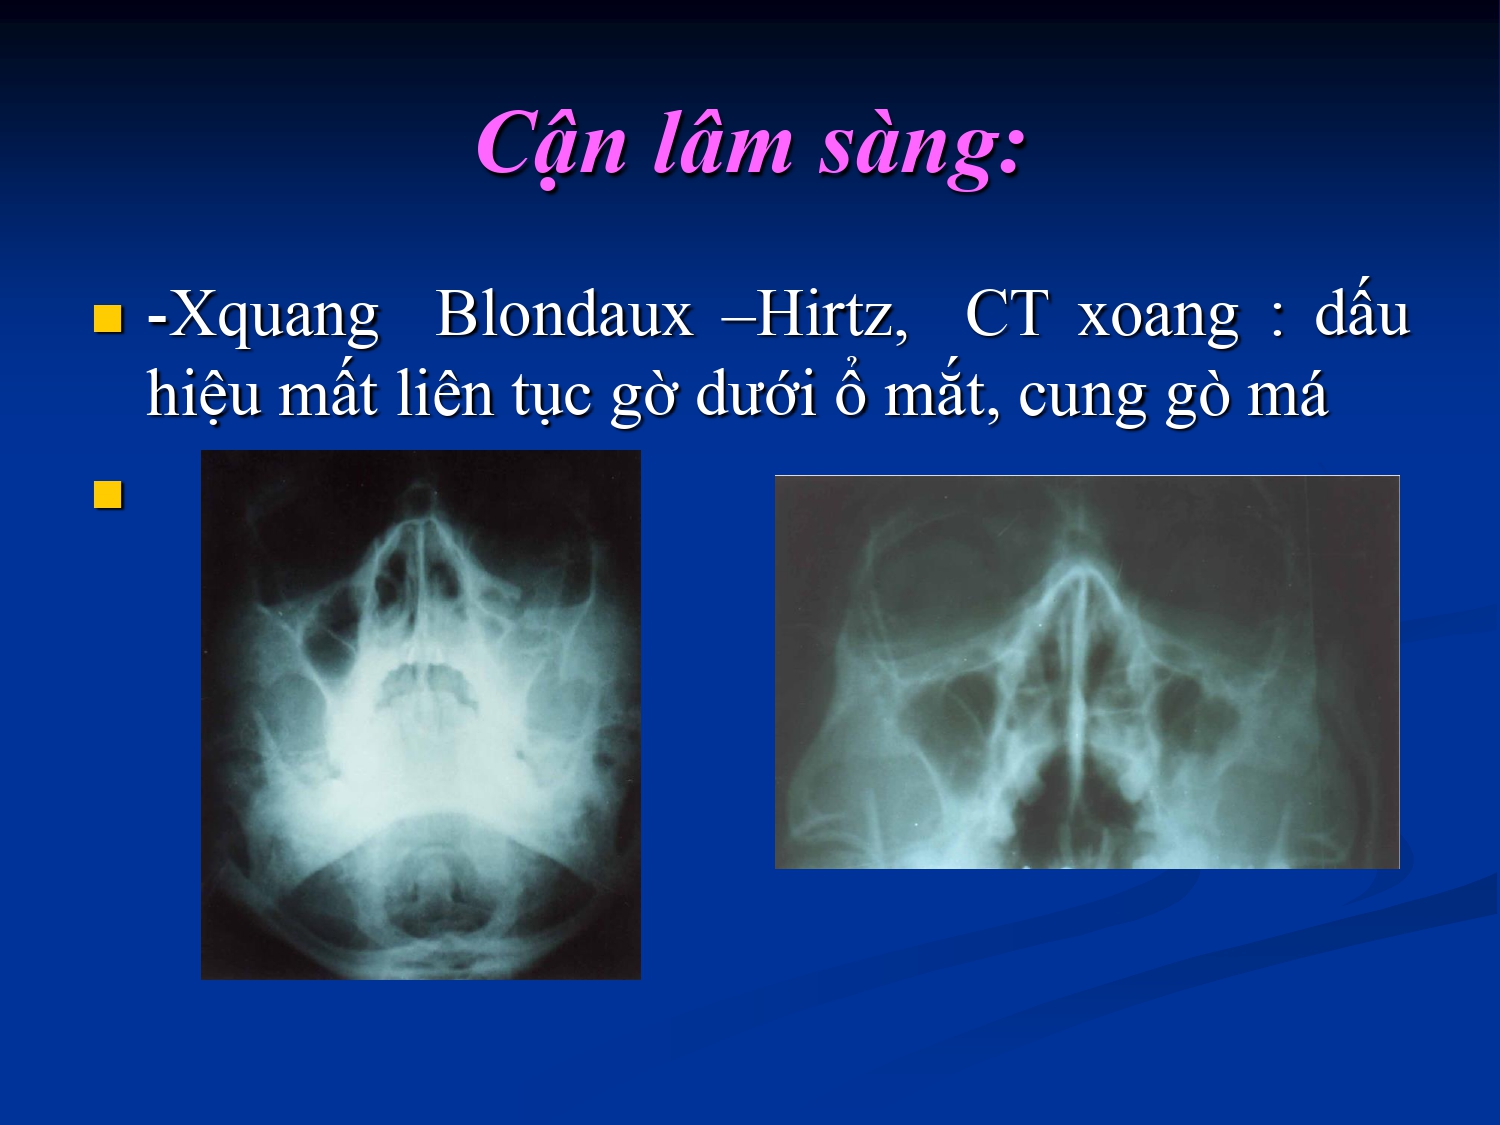 Cận lâm sàng:
-Xquang Blondaux –Hirtz, CT xoang : dấu
hiệu mất liên tục gờ dưới ổ mắt, cung gò má